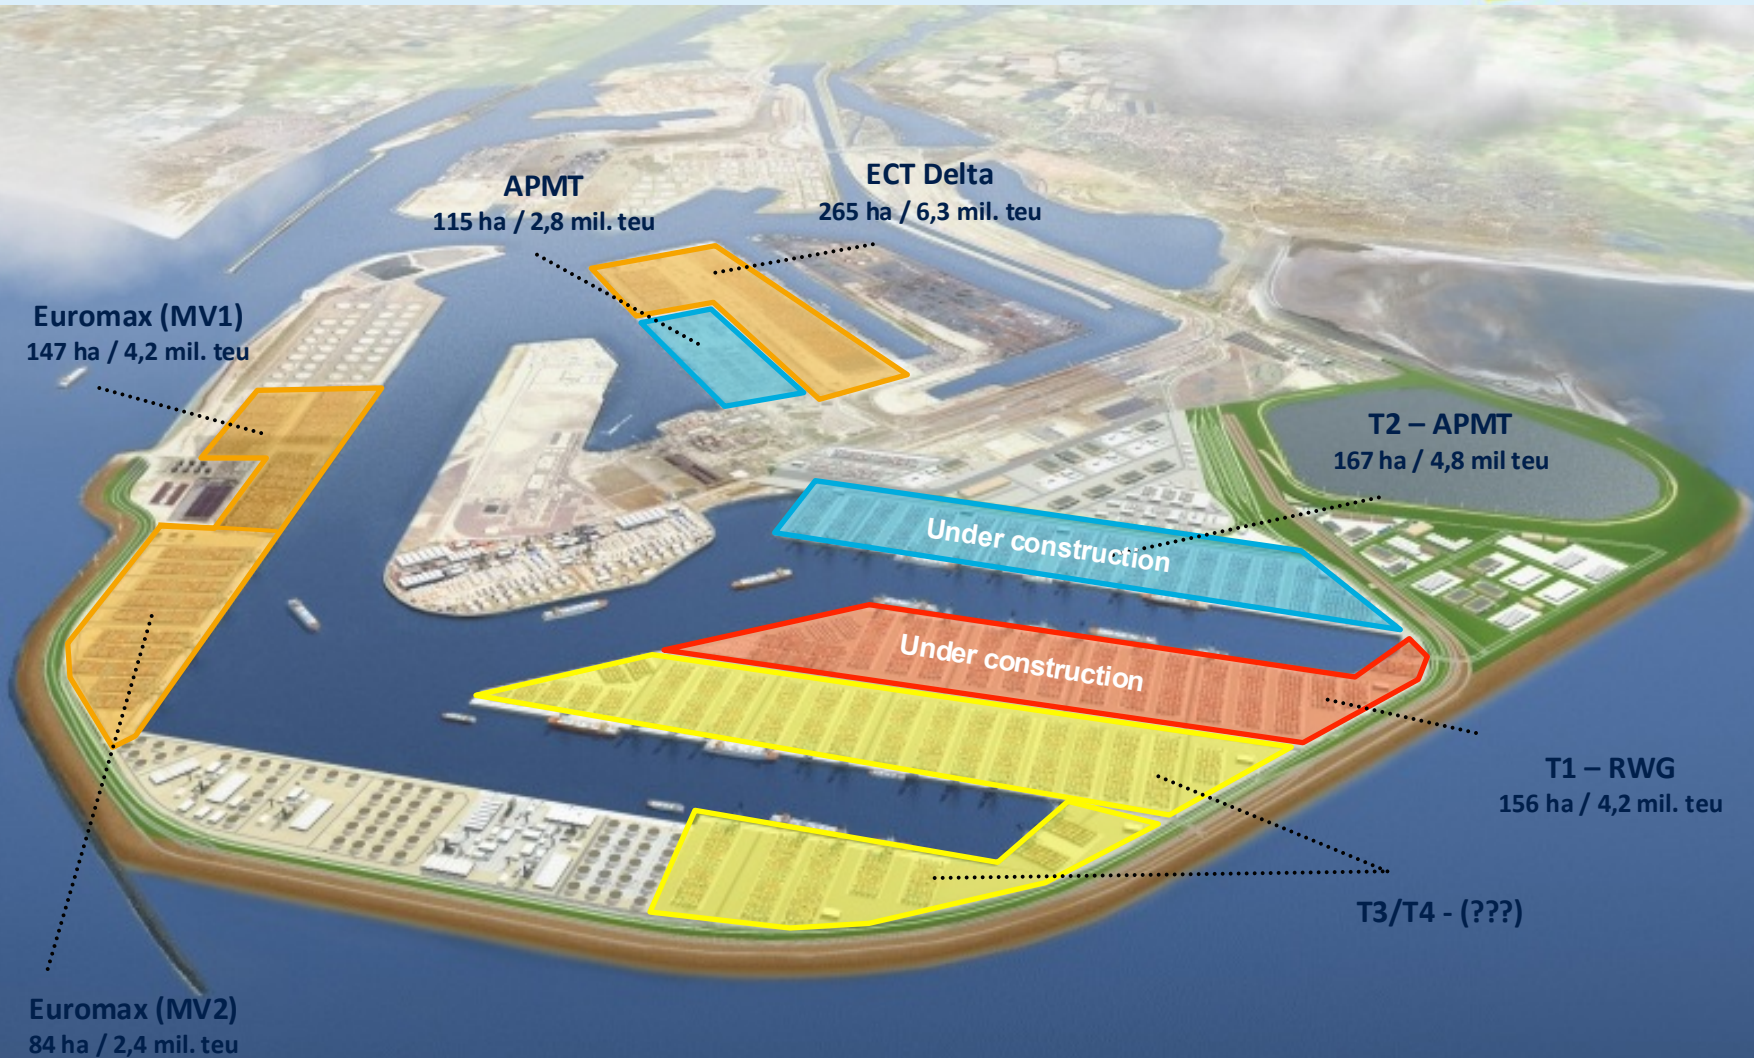 APMT
115 ha / 2,8 mil. teu
ECT Delta
265 ha / 6,3 mil. teu
Euromax (MV1)
147 ha / 4,2 mil. teu
T2 – APMT
167 ha / 4,8 mil teu
Under construction
Under construction
T1 – RWG
156 ha / 4,2 mil. teu
T3/T4 - (???)
Euromax (MV2)
84 ha / 2,4 mil. teu